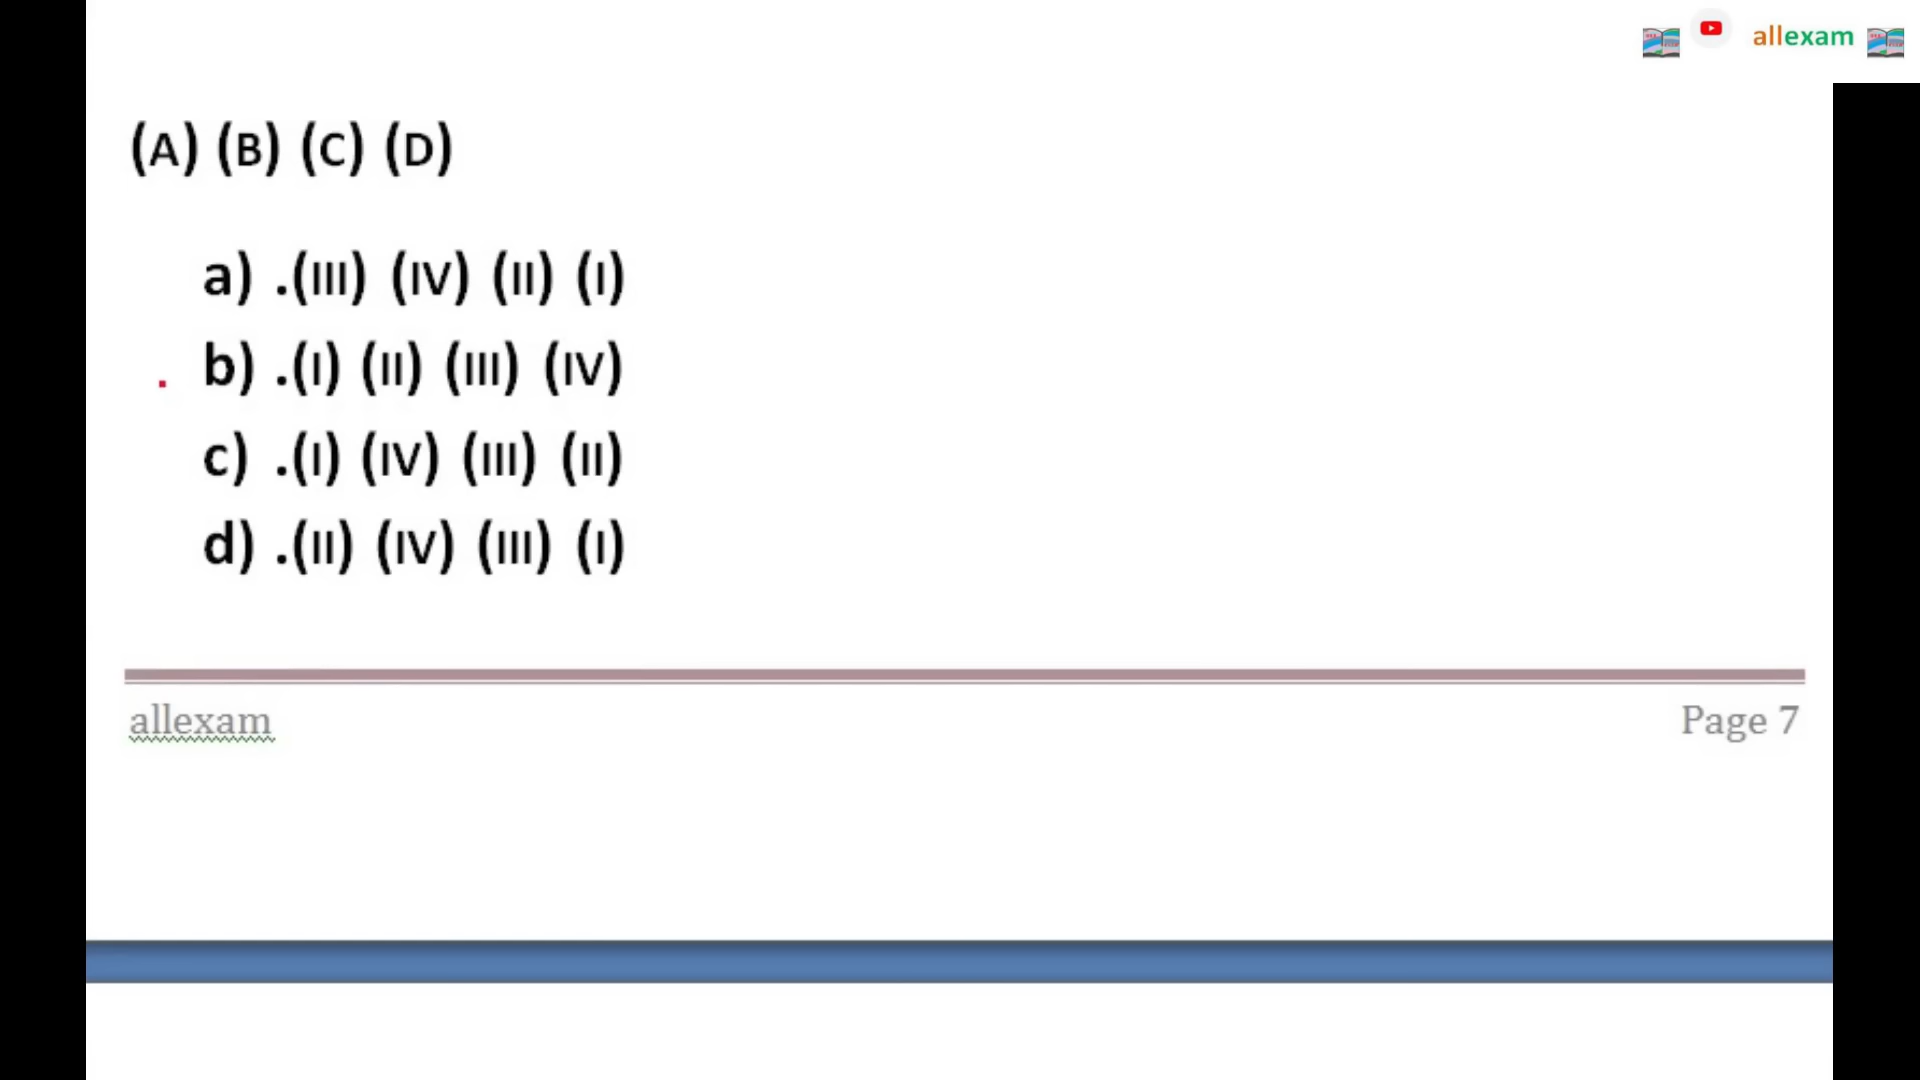 allexam
(A) (B) (C) (D)
a) .(III) (IV) (II) (I)
b) .(I) (II) (III) (IV)
c) .(I) (IV) (III) (II)
d) .(II) (IV) (III) (I)
allexam Page 7